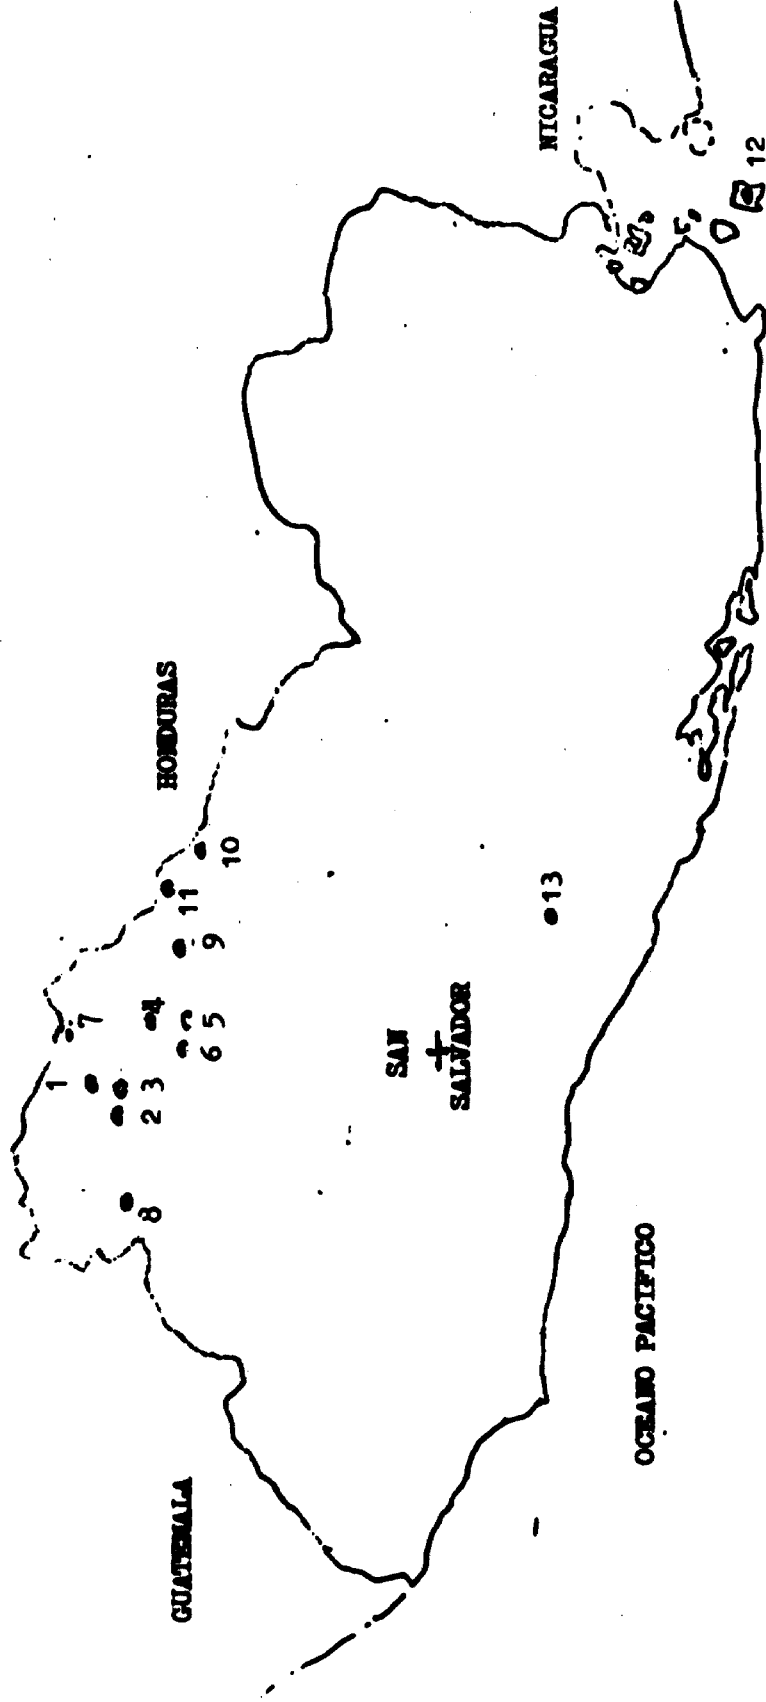 HONDURAS
GUATEMALA
NICARAGUA
1
7
2
3
4
8
6
5
9
11
10
SAN
SALVADOR
13
12
OCEANO PACIFICO